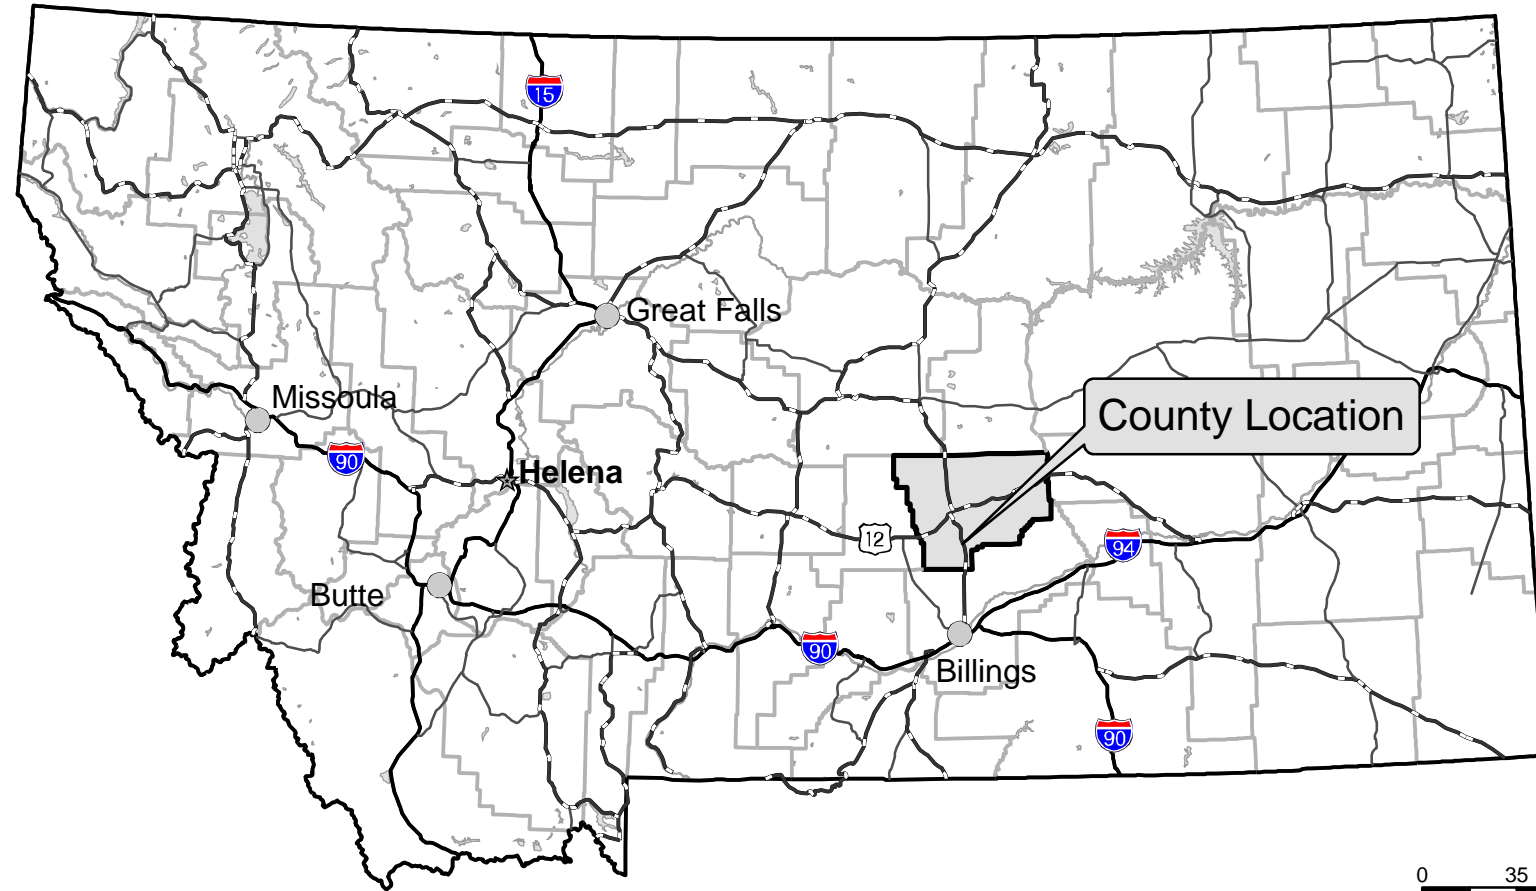 15
Great Falls
Missoula
County Location
90
Helena
12
94
Butte
90
Billings
90
0 35